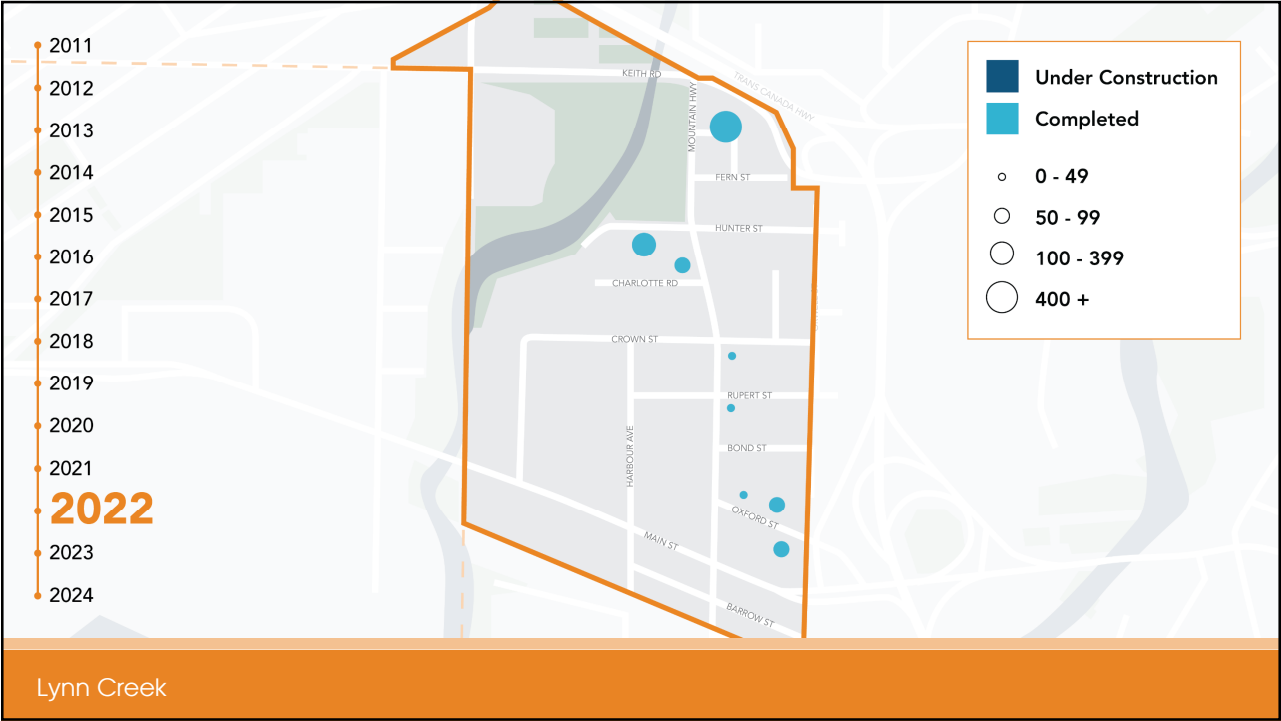 2011
2012
2013
2014
2015
2016
2017
2018
2019
2020
2021
2022
2023
2024
KEITH RD
TRANS CANADA HWY
MOUNTAIN HWY
FERN ST
HUNTER ST
CHARLOTTE RD
CROWN ST
RUPERT ST
HARBOUR AVE
BOND ST
OXFORD ST
MAIN ST
BARROW ST
Under Construction
Completed
0 - 49
50 - 99
100 - 399
400 +
Lynn Creek